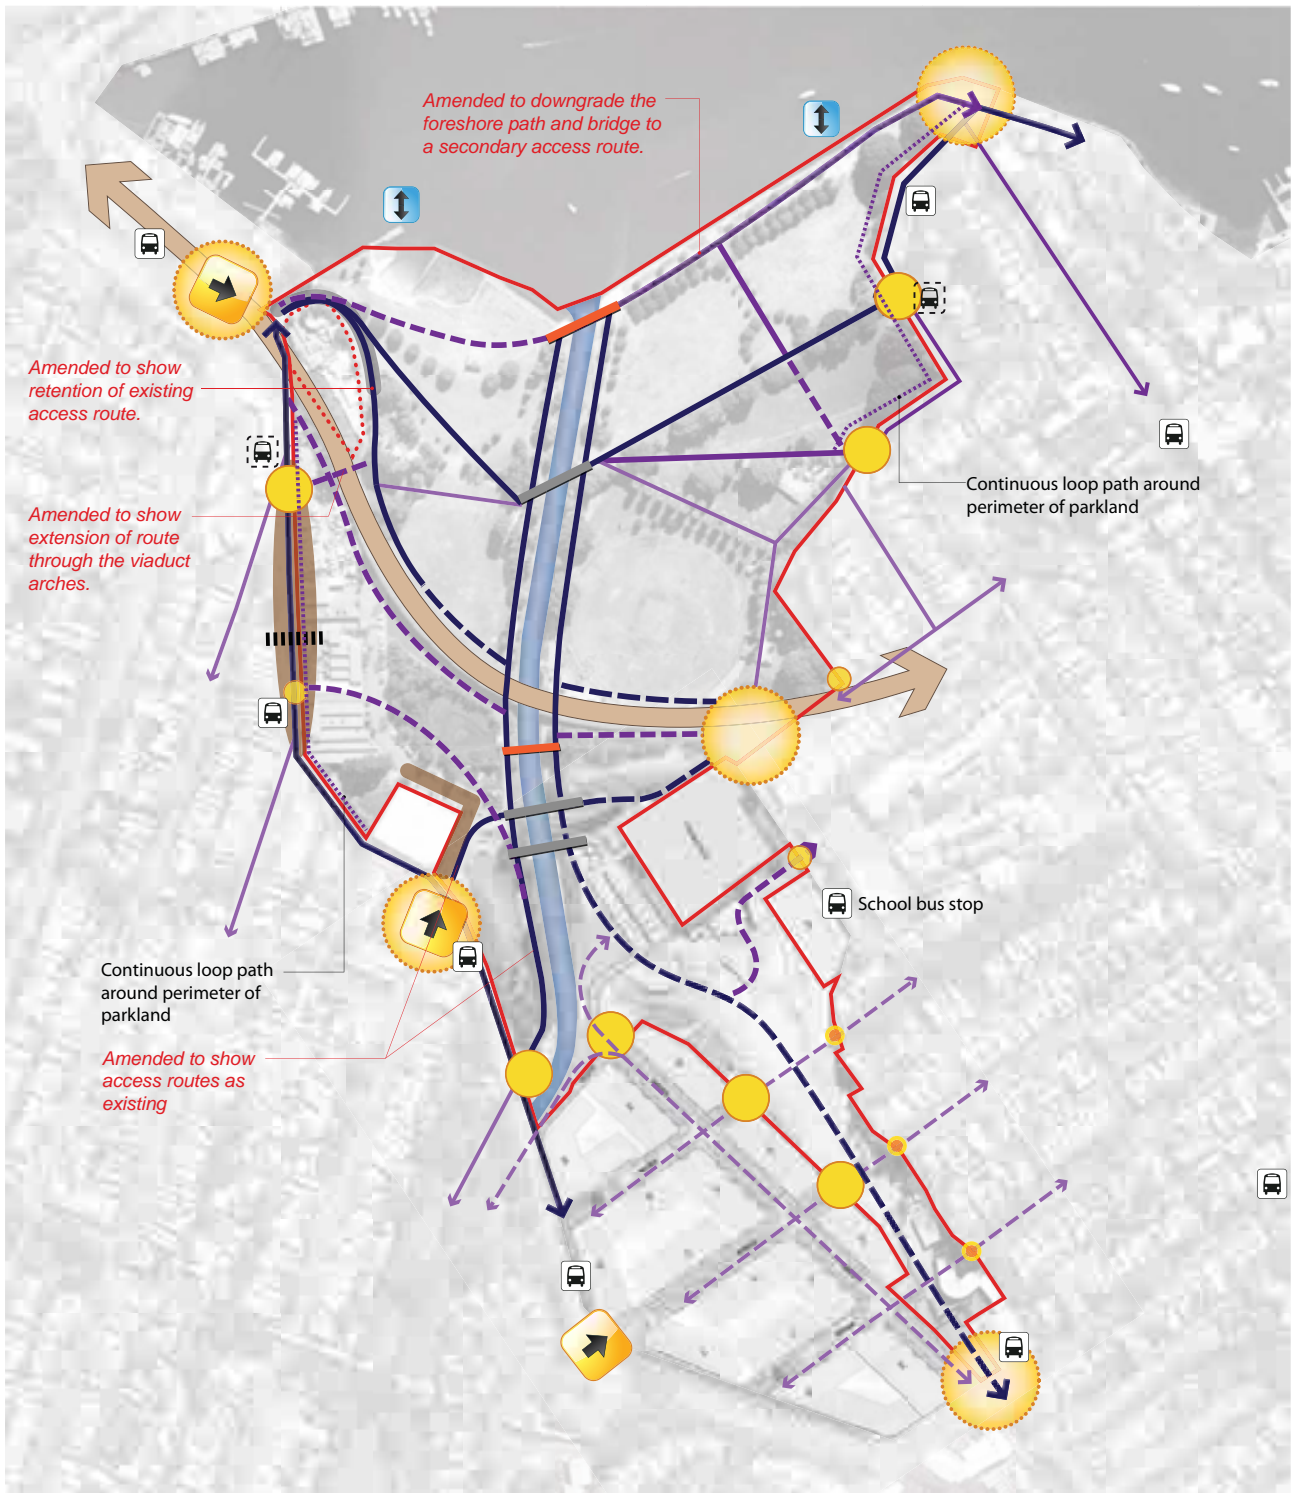 Amended to downgrade the
foreshore path and bridge to
a secondary access route.
Amended to show
retention of existing
access route.
Continuous loop path around
perimeter of parkland
Amended to show
extension of route
through the viaduct
arches.
School bus stop
Continuous loop path
around perimeter of
parkland
Amended to show
access routes as
existing